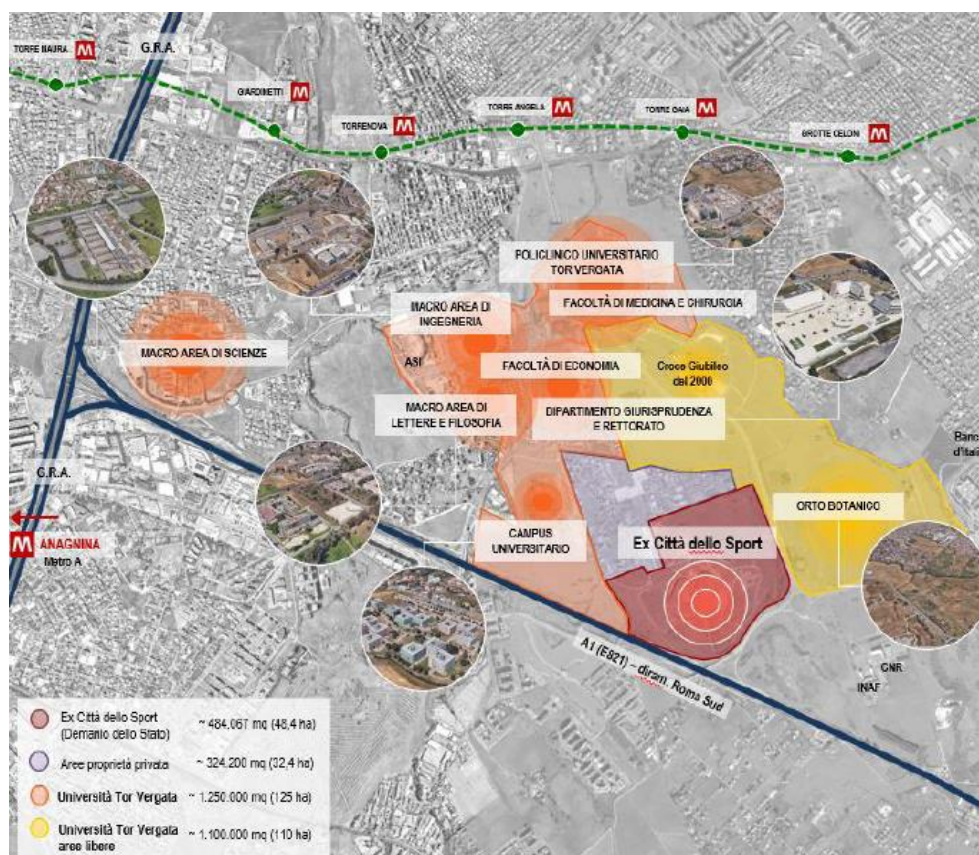 TORRE MAURA M
G.R.A.
GIARDINETTI M
TORRENOVA M
TORRE ANGELA M
TORRE GAIA M
GROTTE CELONI M
POLICLINICO UNIVERSITARIO
TOR VERGATA
MACRO AREA DI
INGEGNERIA
FACOLTÀ DI MEDICINA E CHIRURGIA
MACRO AREA DI SCIENZE
ASI
FACOLTÀ DI ECONOMIA
Croce Giubileo
del 2000
MACRO AREA DI
LETTERE E FILOSOFIA
DIPARTIMENTO GIURISPRUDENZA
E RETTORATO
Banc
d'Itali
G.R.A.
M ANAGNINA
Metro A
CAMPUS
UNIVERSITARIO
Ex Città dello Sport
ORTO BOTANICO
A1 (E821) – diram. Roma Sud
CNR
INAF
Ex Città dello Sport
(Demanio dello Stato)
~ 484.067 mq (48,4 ha)
Aree proprietà privata ~ 324.200 mq (32,4 ha)
Università Tor Vergata ~ 1.250.000 mq (125 ha)
Università Tor Vergata
aree libere
~ 1.100.000 mq (110 ha)